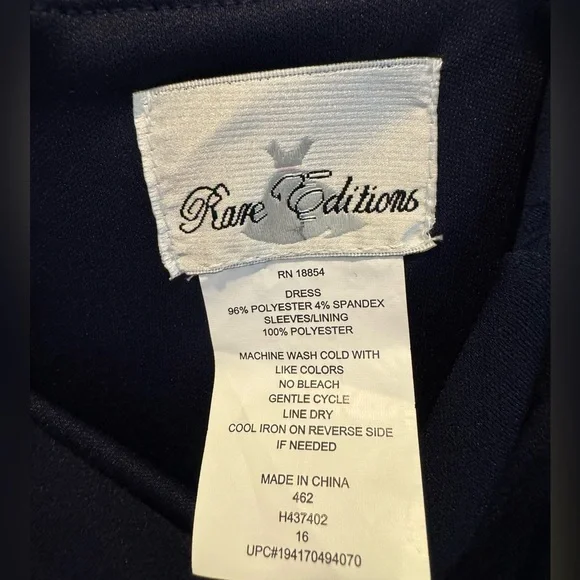 Rare Editions
RN 18854
DRESS
96% POLYESTER 4% SPANDEX
SLEEVES/LINING
100% POLYESTER
MACHINE WASH COLD WITH
LIKE COLORS
NO BLEACH
GENTLE CYCLE
LINE DRY
COOL IRON ON REVERSE SIDE
IF NEEDED
MADE IN CHINA
462
H437402
16
UPC#194170494070